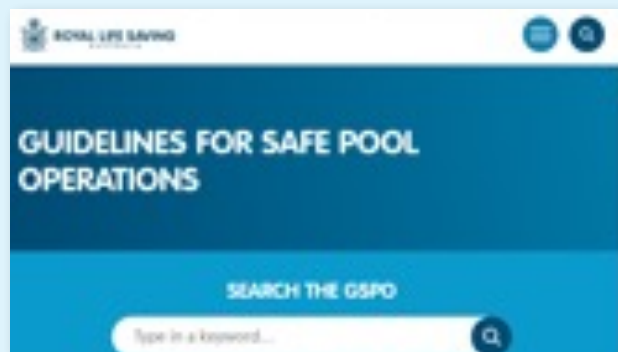 ROYAL LIFE SAVING
GUIDELINES FOR SAFE POOL
OPERATIONS
SEARCH THE GSPO
Type in a keyword...